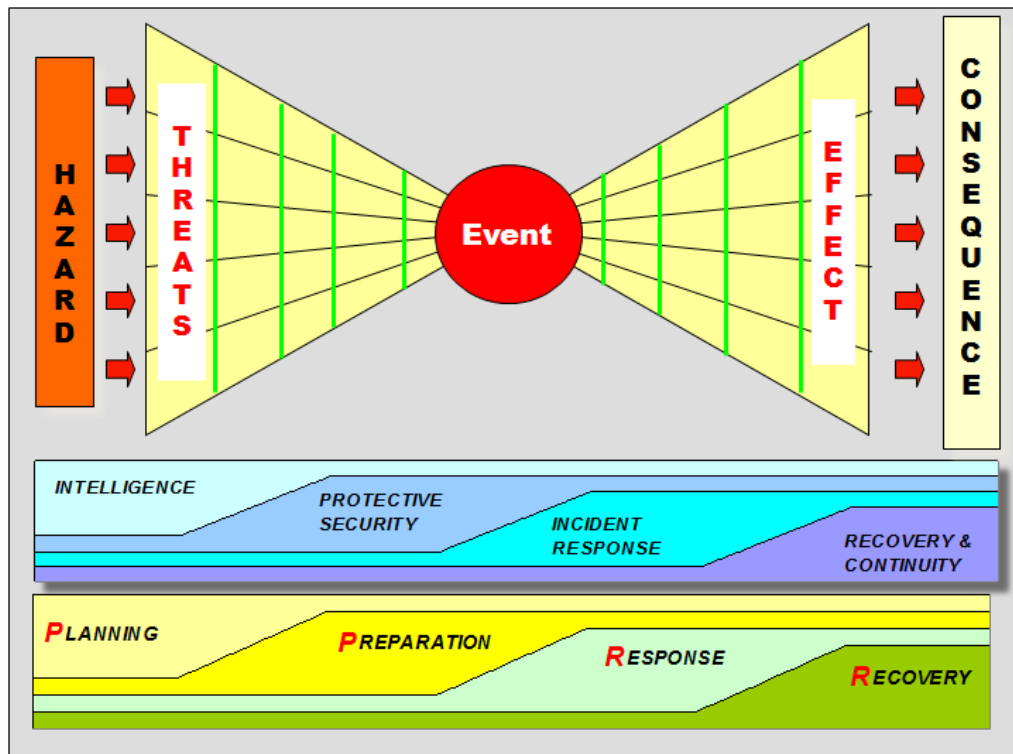 HAZARD
THREATS
Event
EFFECT
CONSEQUENCE
INTELLIGENCE
PROTECTIVE
SECURITY
INCIDENT
RESPONSE
RECOVERY &
CONTINUITY
PLANNING
PREPARATION
RESPONSE
RECOVERY